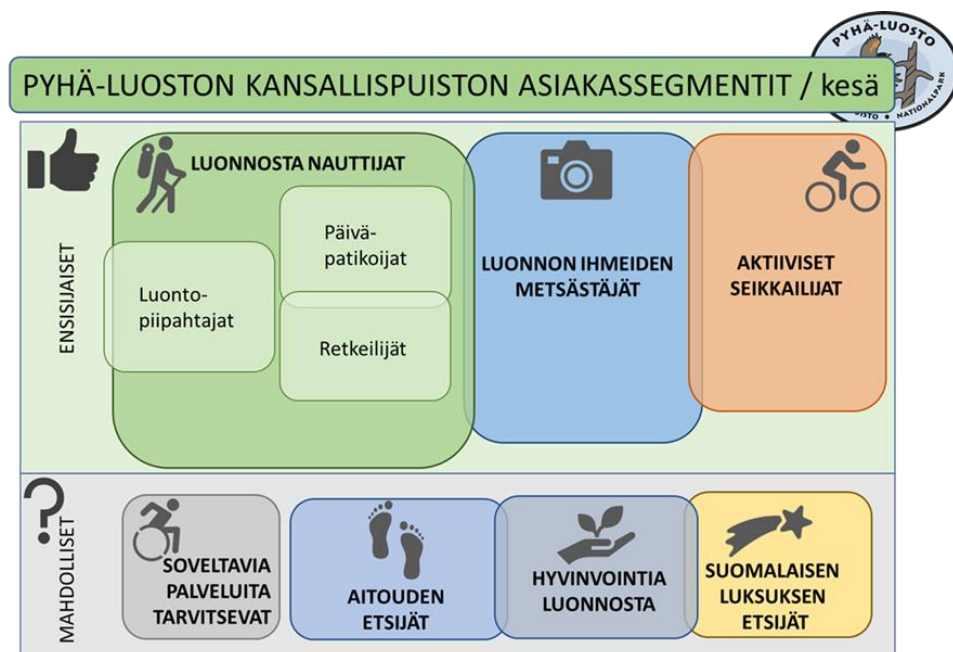 PYHÄ-LUOSTO
PYHÄ-LUOSTON KANSALLISPUISTON ASIAKASSEGMENTIT / kesä
NATIONALPARK
ENSISIJAISET
LUONNOSTA NAUTTIJAT
Päivä-
patikoijat
Luonto-
piipahtajat
Retkeilijät
LUONNON IHMEIDEN
METSÄSTÄJÄT
AKTIIVISET
SEIKKAILIJAT
MAHDOLLISET
SOVELTAVIA
PALVELUITA
TARVITSEVAT
AITOUDEN
ETSIJÄT
HYVINVOINTIA
LUONNOSTA
SUOMALAISEN
LUKSUKSEN
ETSIJÄT